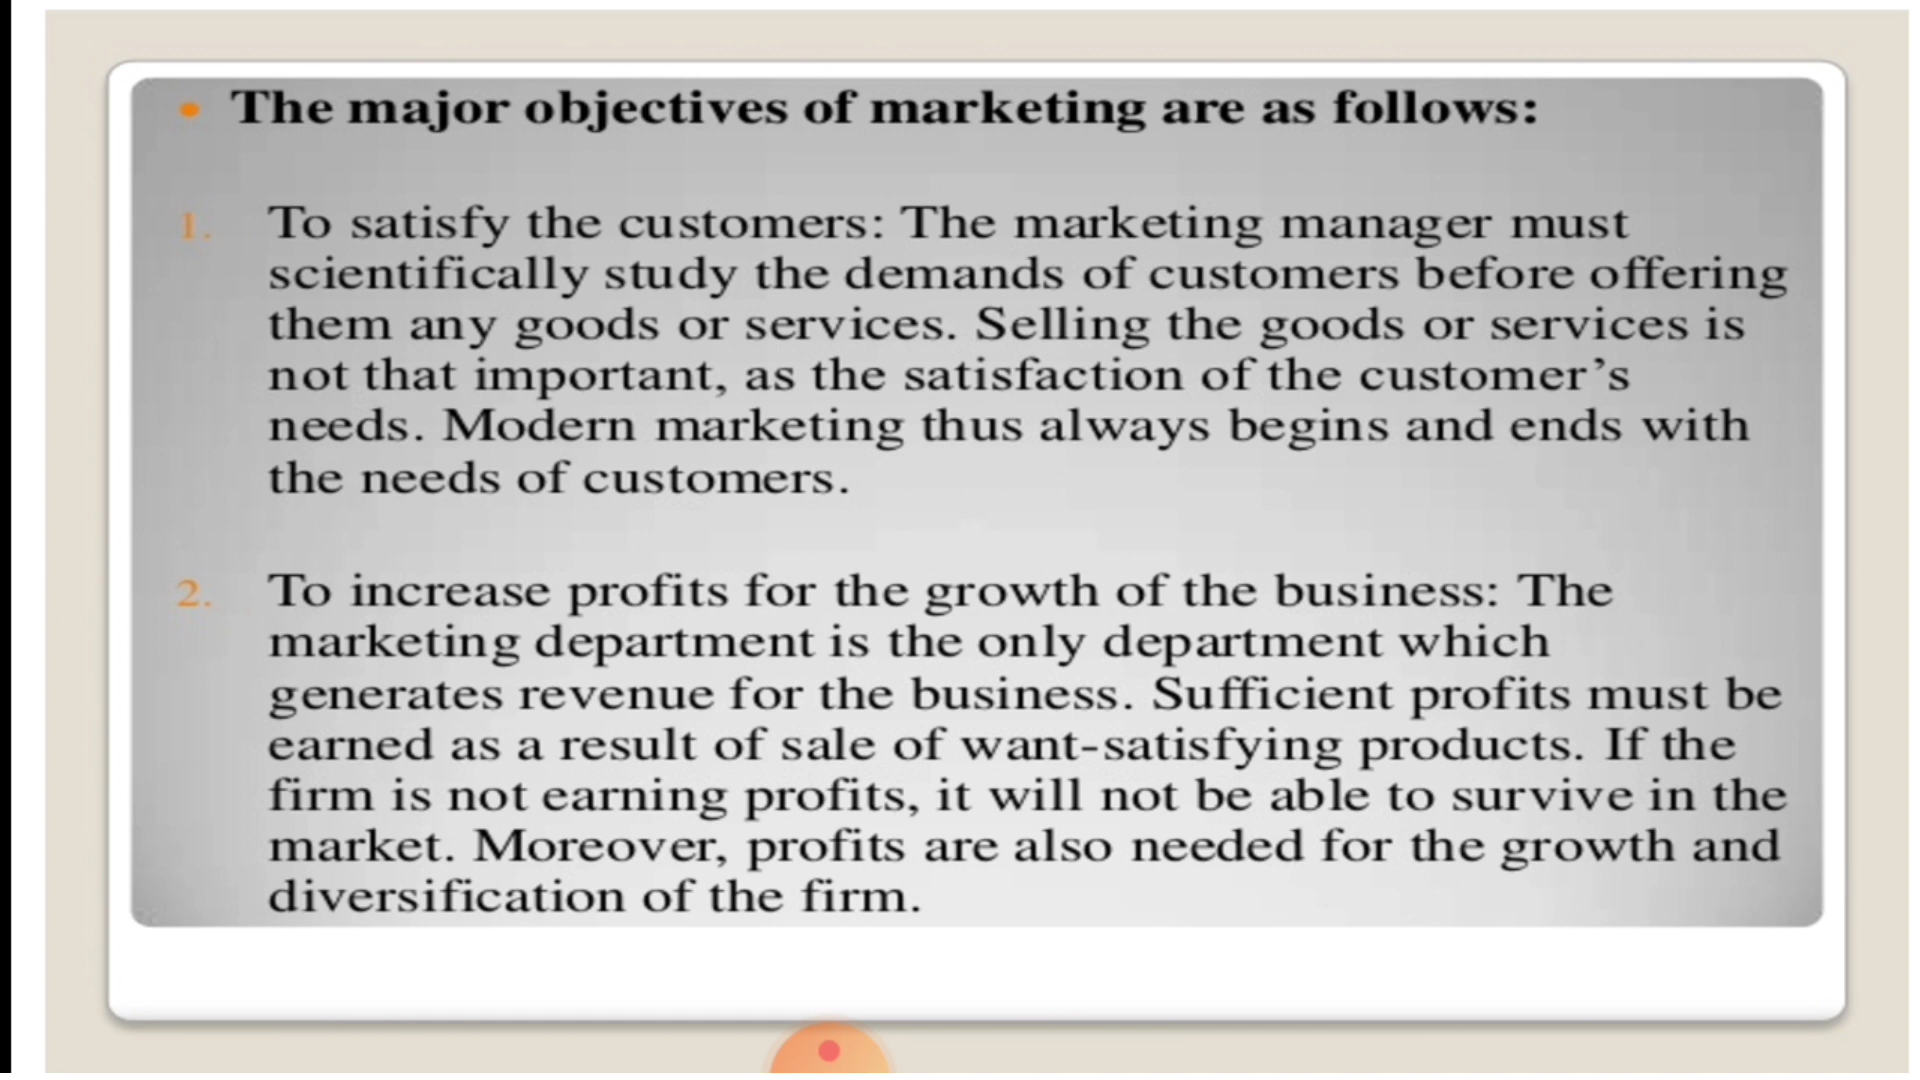 • The major objectives of marketing are as follows:
1. To satisfy the customers: The marketing manager must
scientifically study the demands of customers before offering
them any goods or services. Selling the goods or services is
not that important, as the satisfaction of the customer’s
needs. Modern marketing thus always begins and ends with
the needs of customers.
2. To increase profits for the growth of the business: The
marketing department is the only department which
generates revenue for the business. Sufficient profits must be
earned as a result of sale of want-satisfying products. If the
firm is not earning profits, it will not be able to survive in the
market. Moreover, profits are also needed for the growth and
diversification of the firm.